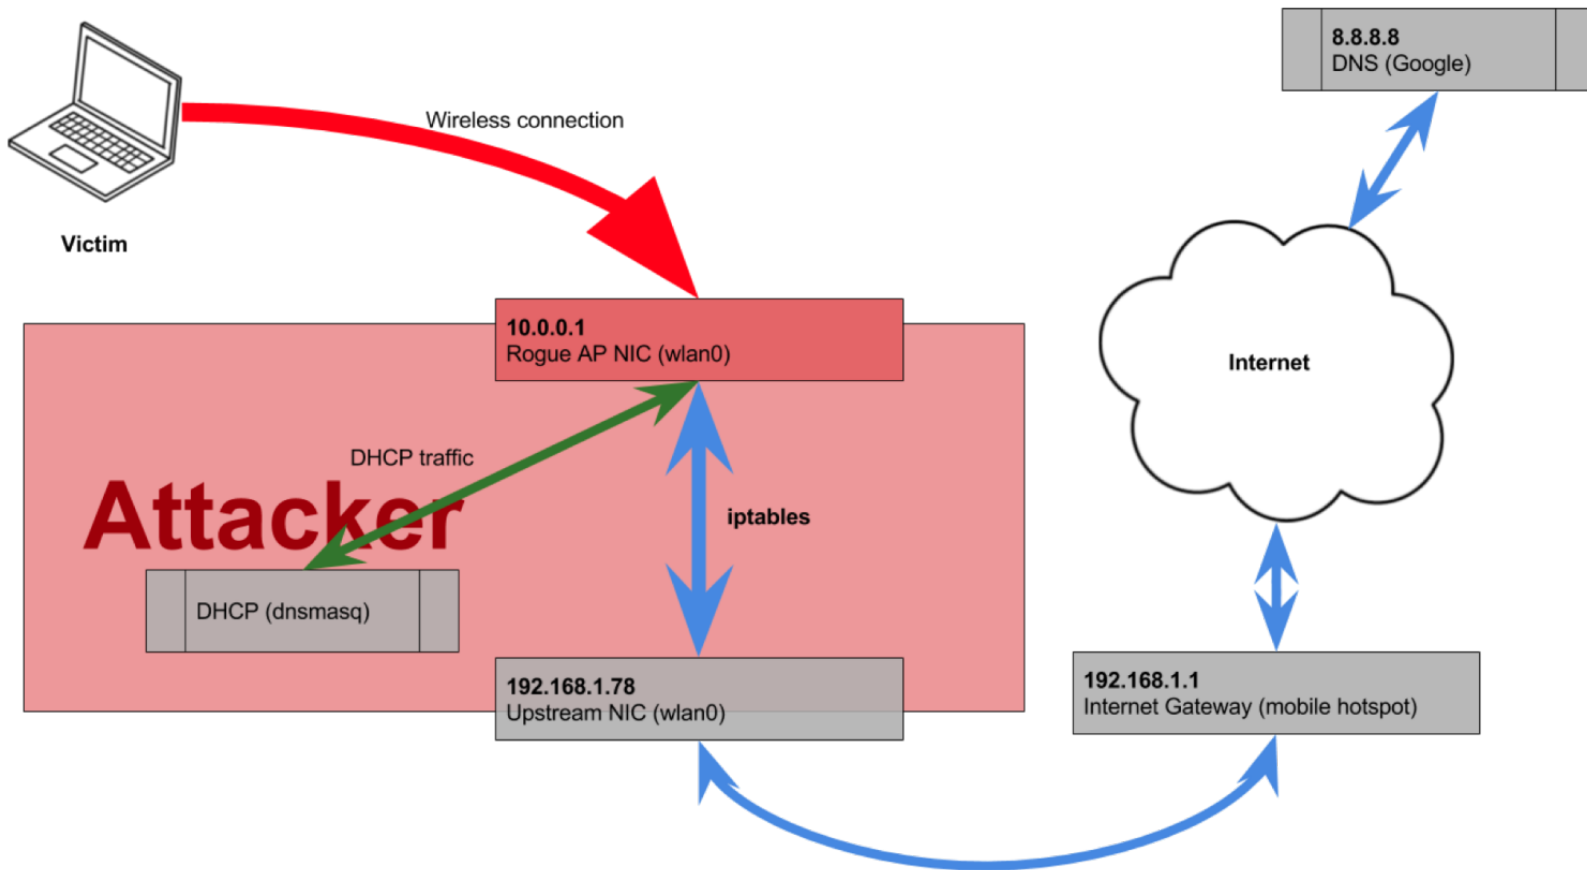 8.8.8.8
DNS (Google)
Wireless connection
Victim
10.0.0.1
Rogue AP NIC (wlan0)
Internet
DHCP traffic
Attacker
iptables
DHCP (dnsmasq)
192.168.1.78
Upstream NIC (wlan0)
192.168.1.1
Internet Gateway (mobile hotspot)